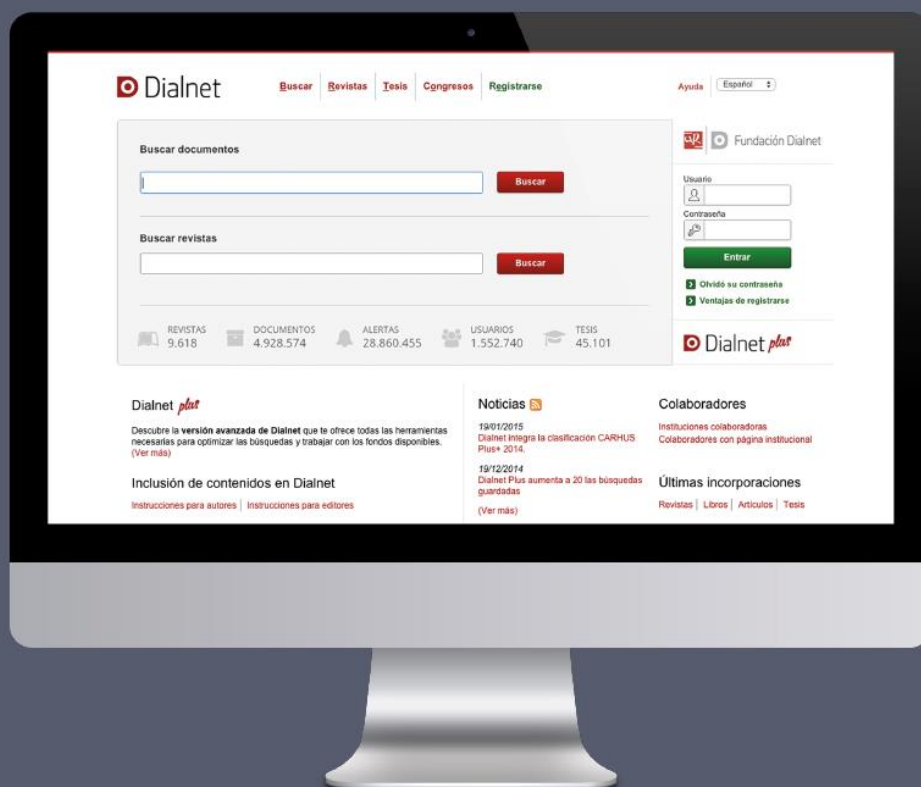 Dialnet
Buscar Revistas Tesis Congresos Registrarse
Ayuda Español
Buscar documentos
Buscar
Buscar revistas
Buscar
REVISTAS
9.618
DOCUMENTOS
4.928.574
ALERTAS
28.860.455
USUARIOS
1.552.740
TESIS
45.101
UR Fundación Dialnet
Usuario
Contraseña
Entrar
Olvidó su contraseña
Ventajas de registrarse
Dialnet plus
Dialnet plus
Descubre la versión avanzada de Dialnet que te ofrece todas las herramientas
necesarias para optimizar las búsquedas y trabajar con los fondos disponibles.
(Ver más)
Inclusión de contenidos en Dialnet
Instrucciones para autores Instrucciones para editores
Noticias
19/01/2015
Dialnet integra la clasificación CARHUS
Plus+ 2014.
19/12/2014
Dialnet Plus aumenta a 20 las búsquedas
guardadas
(Ver más)
Colaboradores
Instituciones colaboradoras
Colaboradores con página institucional
Últimas incorporaciones
Revistas Libros Artículos Tesis